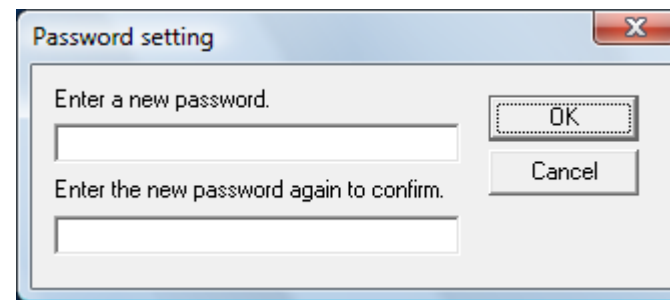 Password setting
Enter a new password.
OK
Cancel
Enter the new password again to confirm.